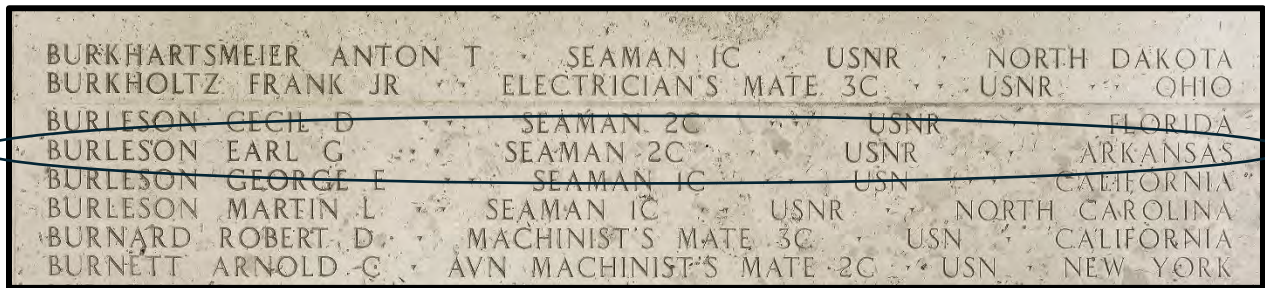 BURKHARTSMEIER ANTON T · SEAMAN 1C · USNR · NORTH DAKOTA
BURKHOLTZ FRANK JR · · ELECTRICIAN'S MATE 3C · · USNR · · OHIO
BURLESON CECIL D · · SEAMAN 2C · · USNR · · FLORIDA
BURLESON EARL G · · SEAMAN 2C · · USNR · · ARKANSAS
BURLESON GEORGE E · · SEAMAN 1C · · USN · · CALIFORNIA
BURLESON MARTIN L · SEAMAN 1C · · USNR · · NORTH CAROLINA
BURNARD ROBERT D · · MACHINIST'S MATE 3C · USN · CALIFORNIA
BURNETT ARNOLD C · AVN MACHINIST'S MATE 2C · USN · NEW YORK